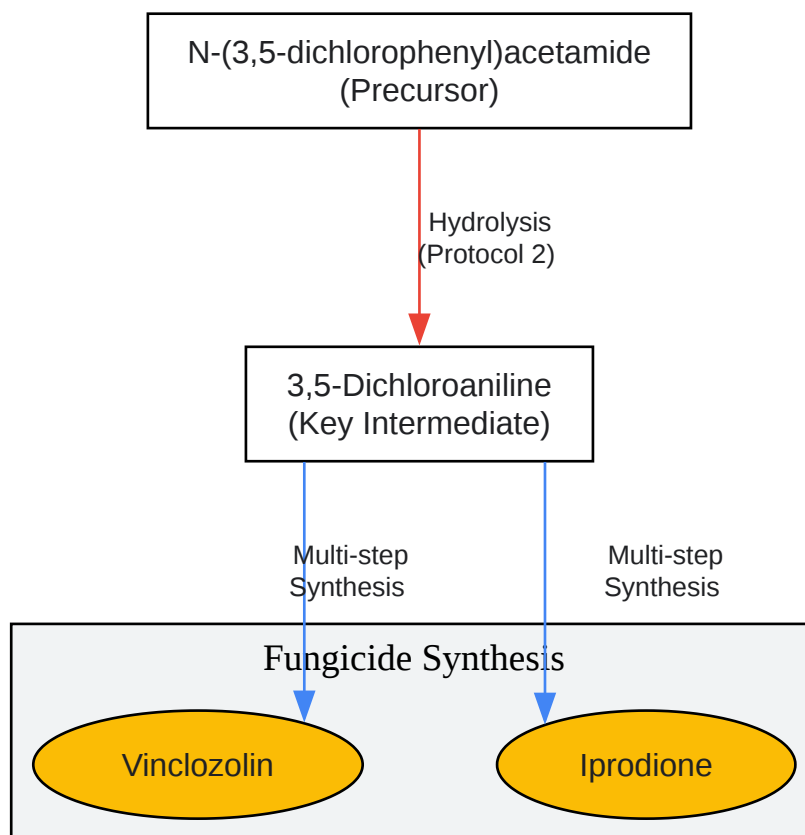 N-(3,5-dichlorophenyl)acetamide
(Precursor)
Hydrolysis
(Protocol 2)
3,5-Dichloroaniline
(Key Intermediate)
Multi-step
Synthesis
Multi-step
Synthesis
Fungicide Synthesis
Vinclozolin
Iprodione